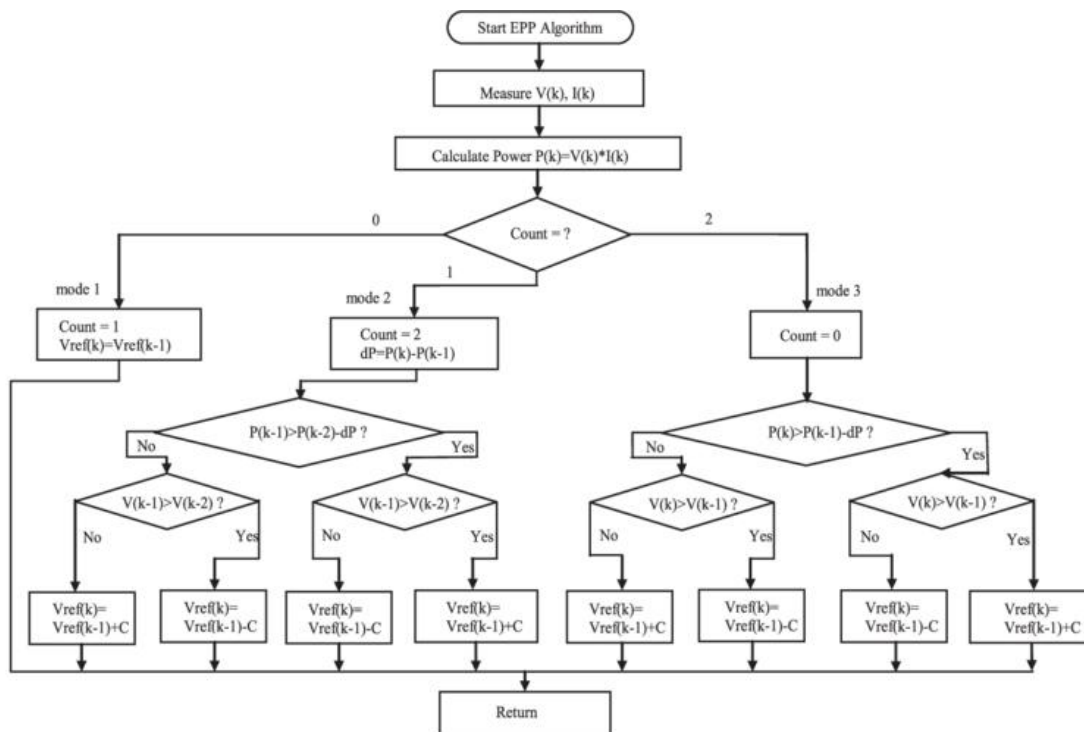 Start EPP Algorithm
Measure V(k), I(k)
Calculate Power P(k)=V(k)*I(k)
Count = ?
0
1
2
mode 1
Count = 1
Vref(k)=Vref(k-1)
mode 2
Count = 2
dP=P(k)-P(k-1)
mode 3
Count = 0
P(k-1)>P(k-2)-dP ?
No
Yes
P(k)>P(k-1)-dP ?
No
Yes
V(k-1)>V(k-2) ?
No
Yes
V(k-1)>V(k-2) ?
No
Yes
V(k)>V(k-1) ?
No
Yes
V(k)>V(k-1) ?
No
Yes
Vref(k)=
Vref(k-1)+C
Vref(k)=
Vref(k-1)-C
Vref(k)=
Vref(k-1)-C
Vref(k)=
Vref(k-1)+C
Vref(k)=
Vref(k-1)+C
Vref(k)=
Vref(k-1)-C
Vref(k)=
Vref(k-1)-C
Vref(k)=
Vref(k-1)+C
Return